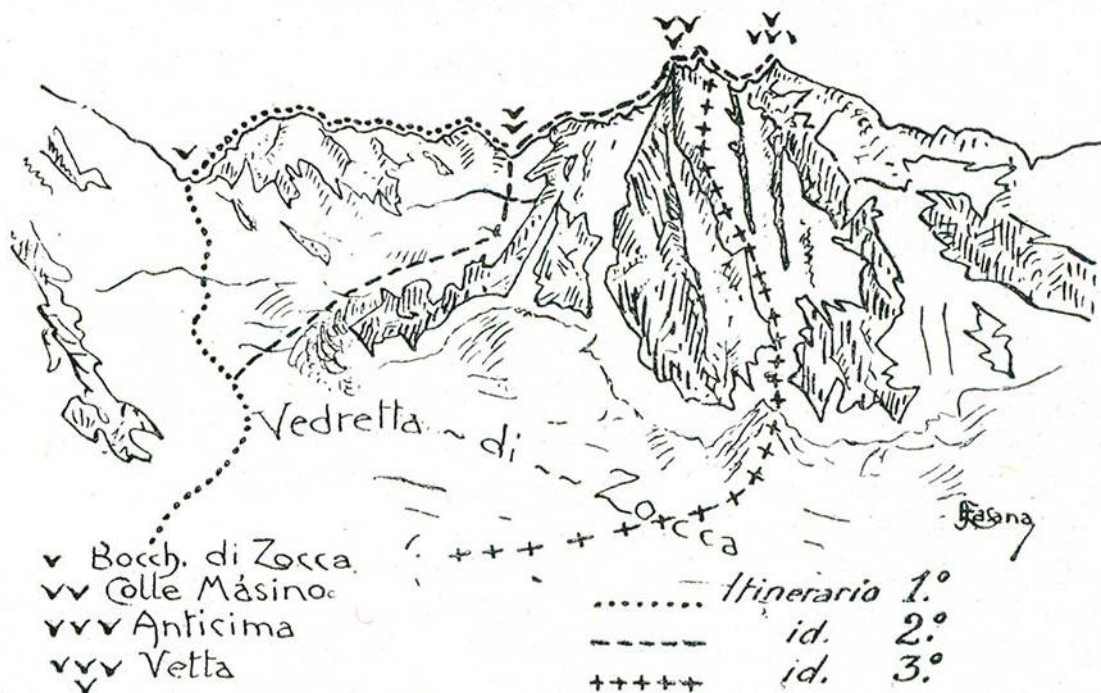 Vedretta ~ di ~ Zocca
Fasana
Bocch. di Zocca
Colle Másino
Anticima
Vetta
Itinerario 1.º
id. 2.º
id. 3.º